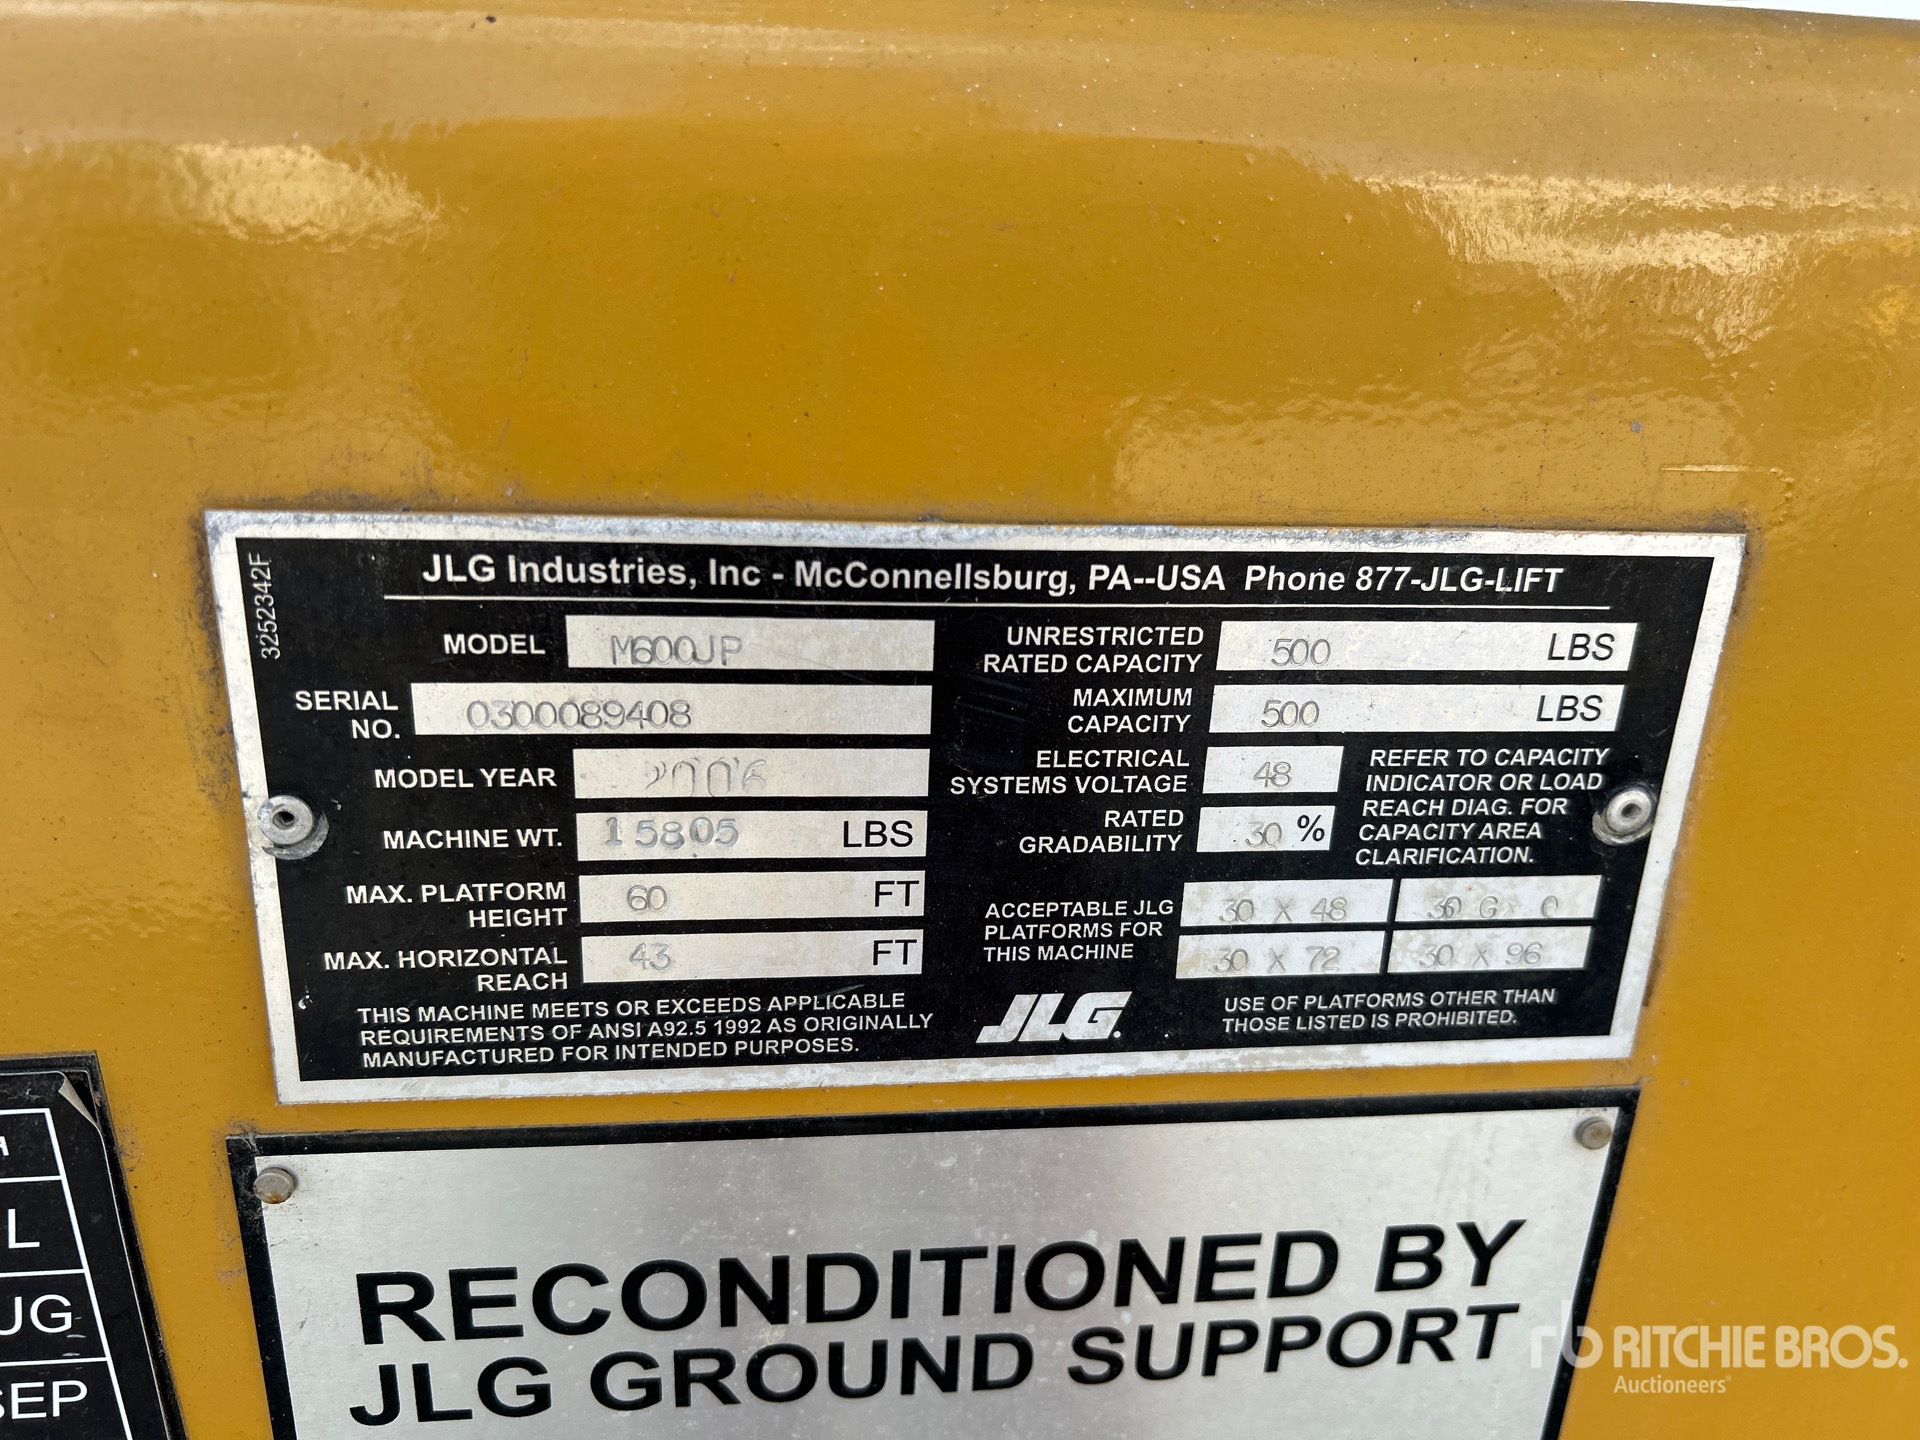 JLG Industries, Inc - McConnellsburg, PA--USA Phone 877-JLG-LIFT
3252342F
MODEL M600JP
SERIAL NO. 0300089408
MODEL YEAR 2006
MACHINE WT. 15805 LBS
MAX. PLATFORM HEIGHT 60 FT
MAX. HORIZONTAL REACH 43 FT
THIS MACHINE MEETS OR EXCEEDS APPLICABLE
REQUIREMENTS OF ANSI A92.5 1992 AS ORIGINALLY
MANUFACTURED FOR INTENDED PURPOSES.
UNRESTRICTED
RATED CAPACITY 500 LBS
MAXIMUM
CAPACITY 500 LBS
ELECTRICAL
SYSTEMS VOLTAGE 48
RATED
GRADABILITY 30 %
REFER TO CAPACITY
INDICATOR OR LOAD
REACH DIAG. FOR
CAPACITY AREA
CLARIFICATION.
ACCEPTABLE JLG
PLATFORMS FOR
THIS MACHINE
30 X 48
30 X 72 30 X 96
JLG
USE OF PLATFORMS OTHER THAN
THOSE LISTED IS PROHIBITED.
RECONDITIONED BY
JLG GROUND SUPPORT
L
UG
SEP
rb RITCHIE BROS.
Auctioneers